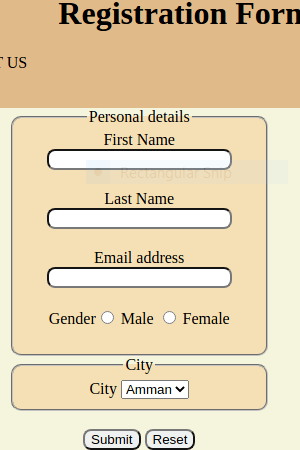 Registration Form
T US
Personal details
First Name
Rectangular Snip
Last Name
Email address
Gender Male Female
City
City Amman
Submit Reset